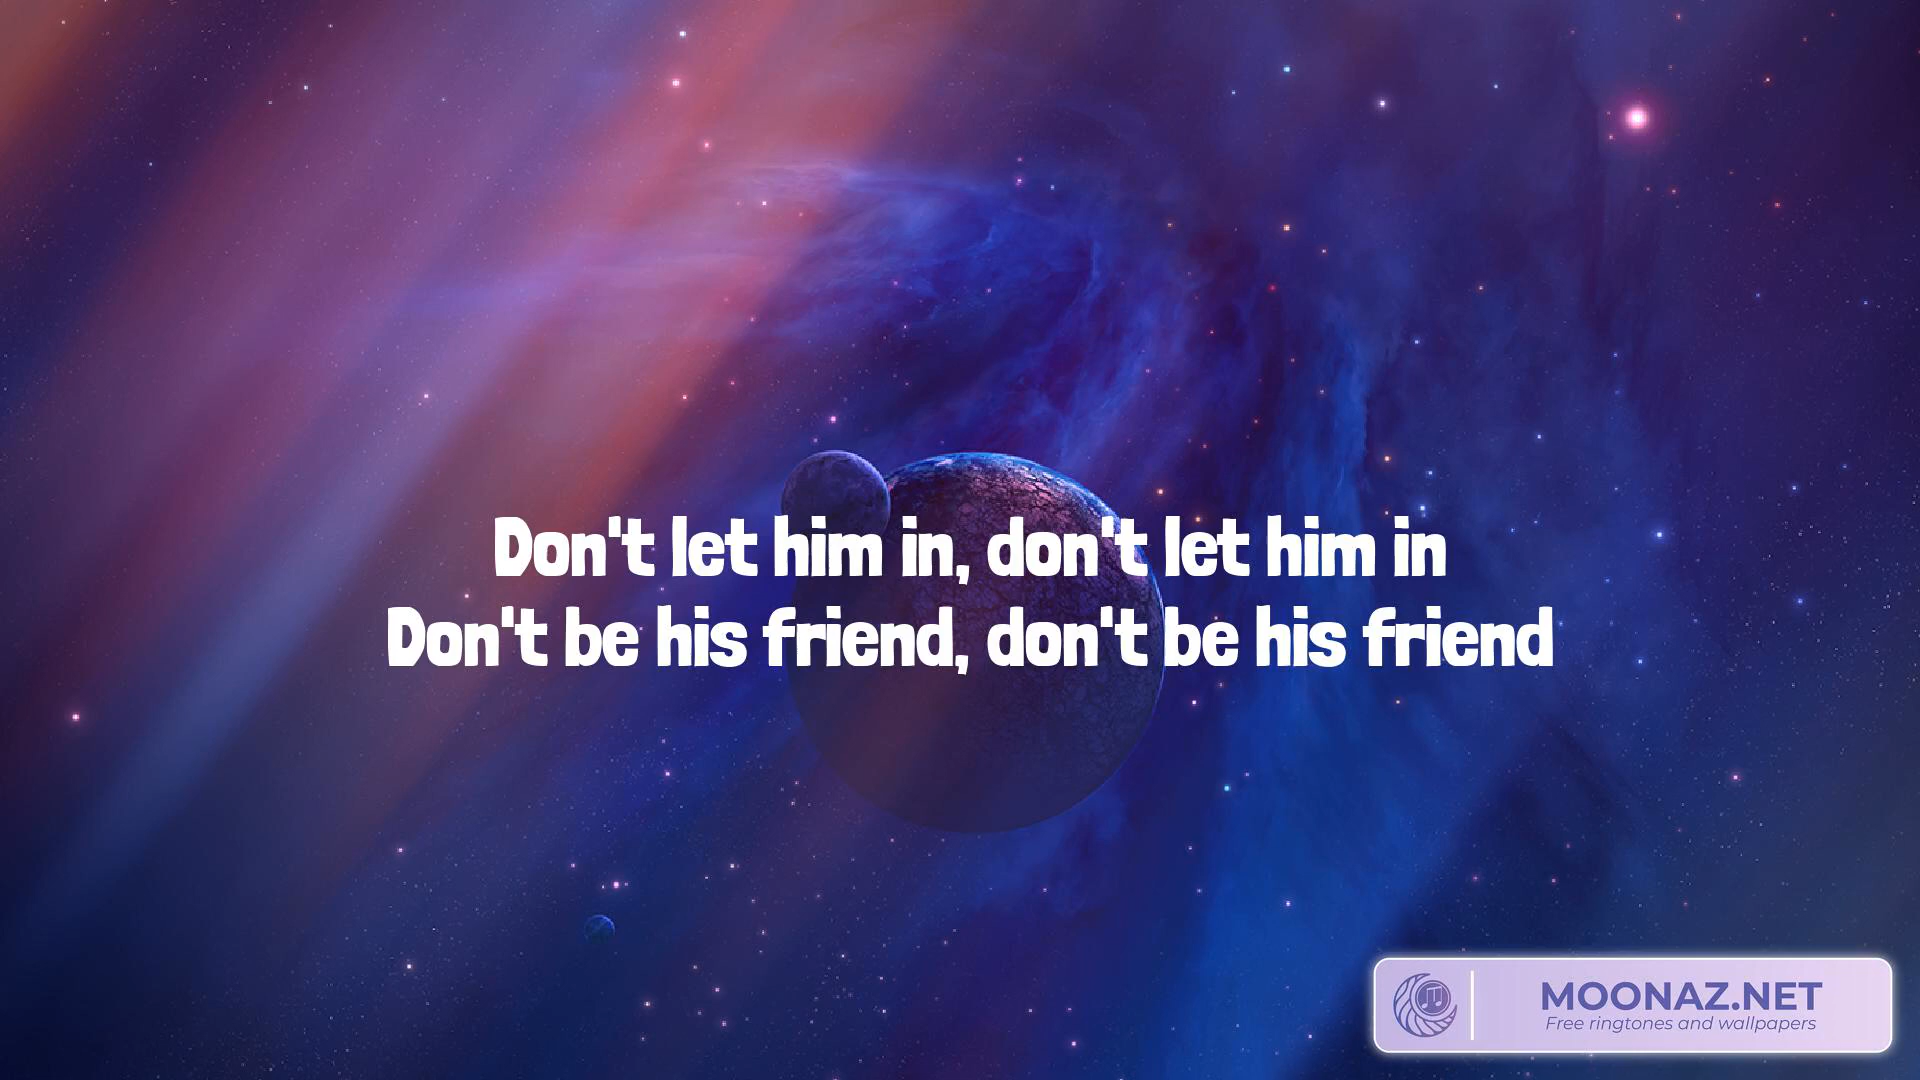 Don't let him in, don't let him in
Don't be his friend, don't be his friend
MOONAZ.NET
Free ringtones and wallpapers